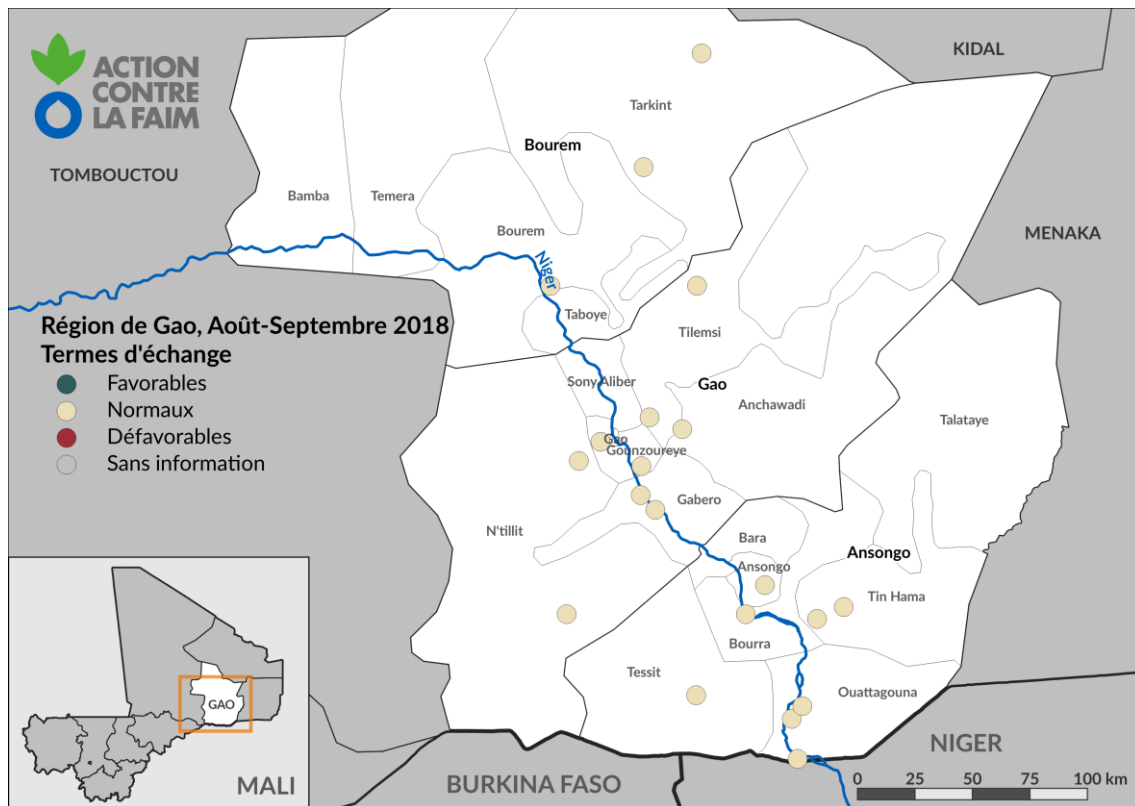 ACTION
CONTRE
LA FAIM
KIDAL
TOMBOUCTOU
MENAKA
Tarkint
Bourem
Bamba
Temera
Bourem
Niger
Taboye
Tilemsi
Région de Gao, Août-Septembre 2018
Termes d'échange
Favorables
Normaux
Défavorables
Sans information
Sony Aliber
Gao
Anchawadi
Talataye
Gao
Gounzoureye
Gabero
N'tillit
Bara
Ansongo
Ansongo
Tin Hama
Bourra
Tessit
Ouattagouna
GAO
MALI
BURKINA FASO
NIGER
0 25 50 75 100 km